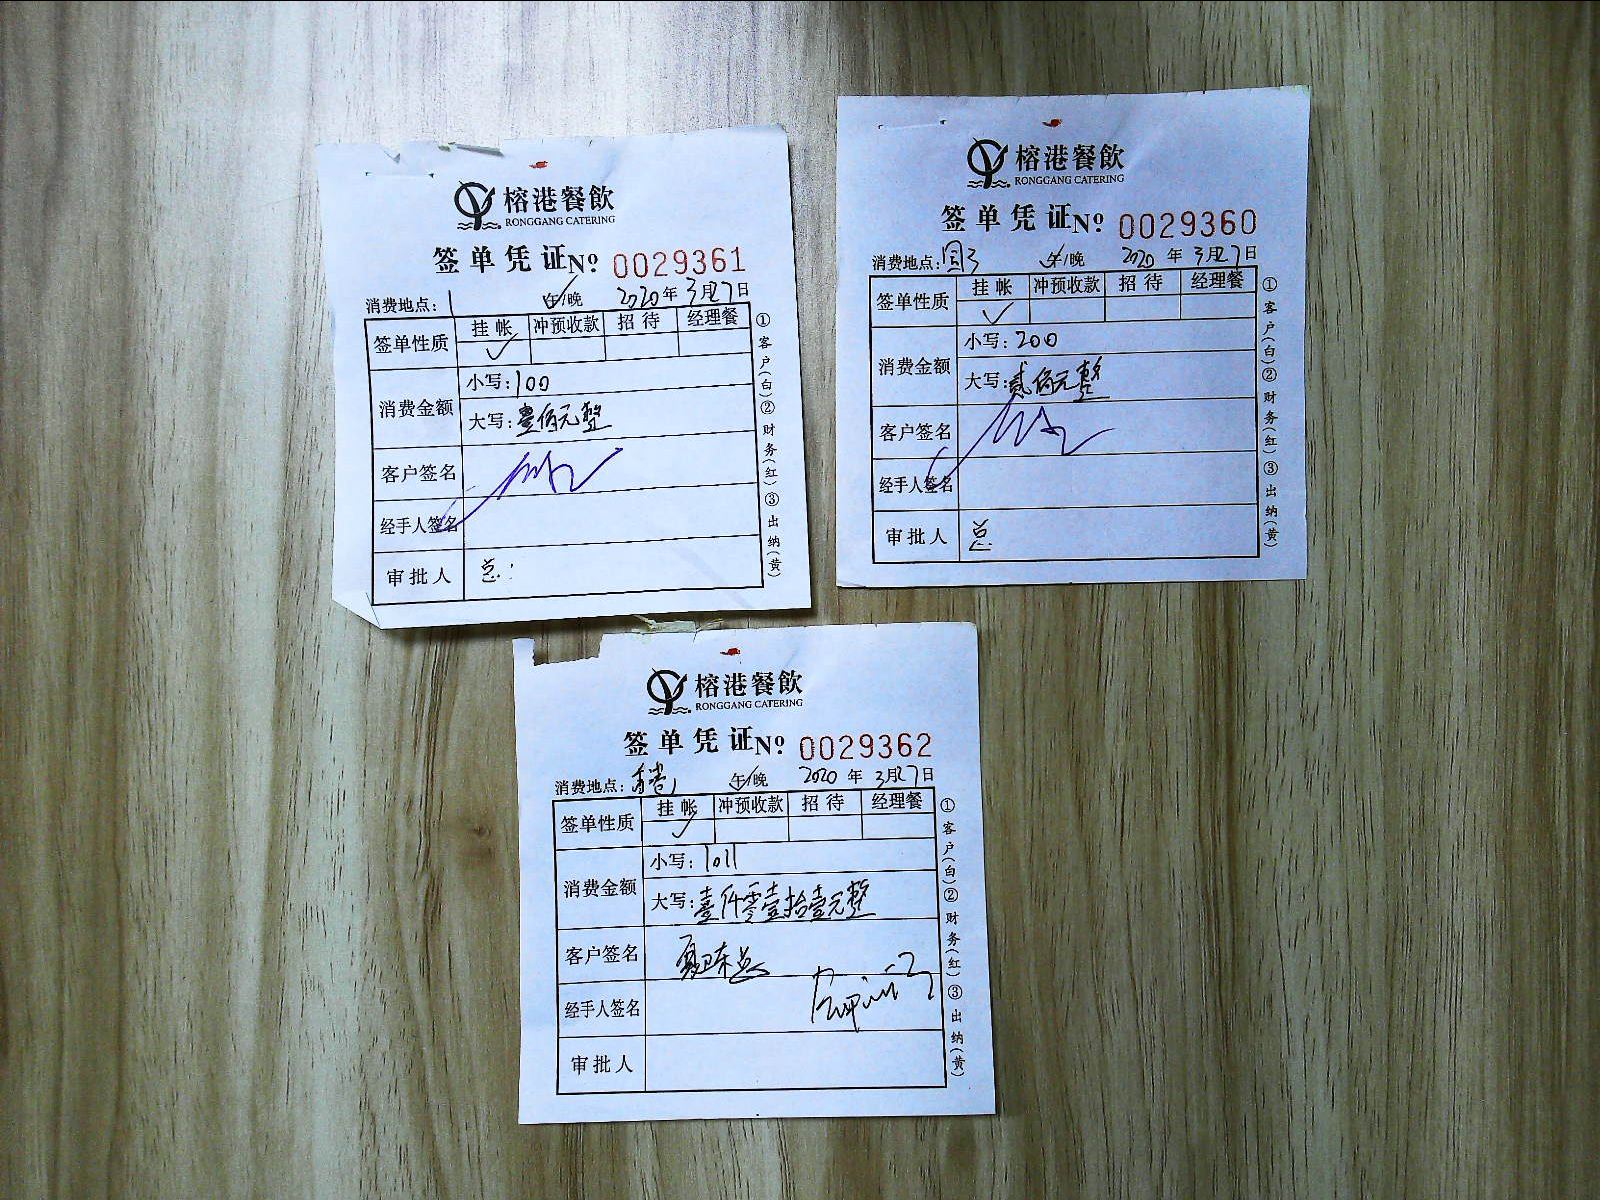 榕港餐飲
RONGGANG CATERING
签单凭证№ 0029361
消费地点: 午/晚 2020年3月27日
签单性质 挂帐 冲预收款 招待 经理餐
✓
消费金额
小写:100
大写:壹佰元整
客户签名
经手人签名
审批人 总
①客户(白)②财务(红)③出纳(黄)
榕港餐飲
RONGGANG CATERING
签单凭证№ 0029360
消费地点: 午/晚 2020年3月27日
签单性质 挂帐 冲预收款 招待 经理餐
✓
消费金额
小写:200
大写:贰佰元整
客户签名
经手人签名
审批人 总
①客户(白)②财务(红)③出纳(黄)
榕港餐飲
RONGGANG CATERING
签单凭证№ 0029362
消费地点: 午/晚 2020年3月27日
签单性质 挂帐 冲预收款 招待 经理餐
✓
消费金额
小写:1011
大写:壹仟零壹拾壹元整
客户签名
经手人签名
审批人
①客户(白)②财务(红)③出纳(黄)